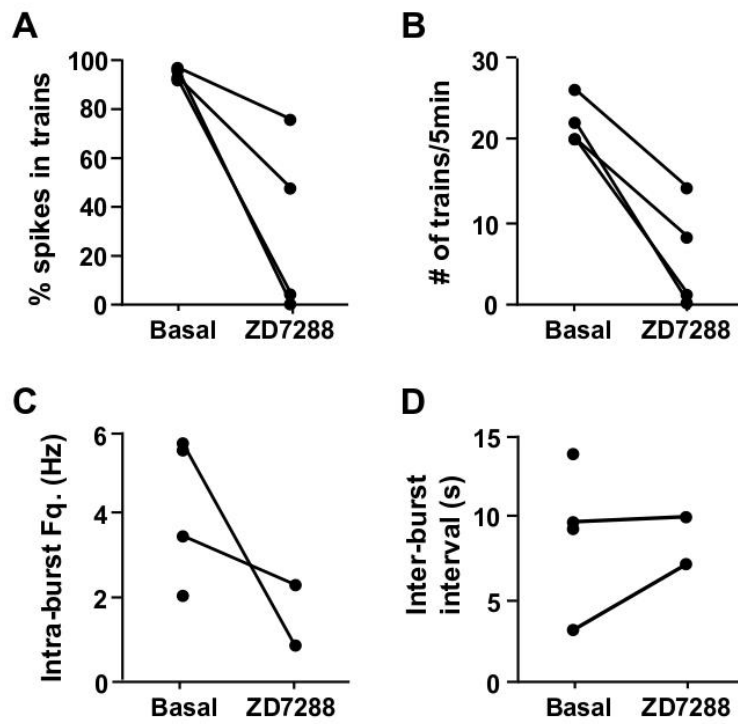 A
% spikes in trains
100
80
60
40
20
0
Basal ZD7288
B
# of trains/5min
30
20
10
0
Basal ZD7288
C
Intra-burst Fq. (Hz)
6
4
2
0
Basal ZD7288
D
Inter-burst
interval (s)
15
10
5
0
Basal ZD7288